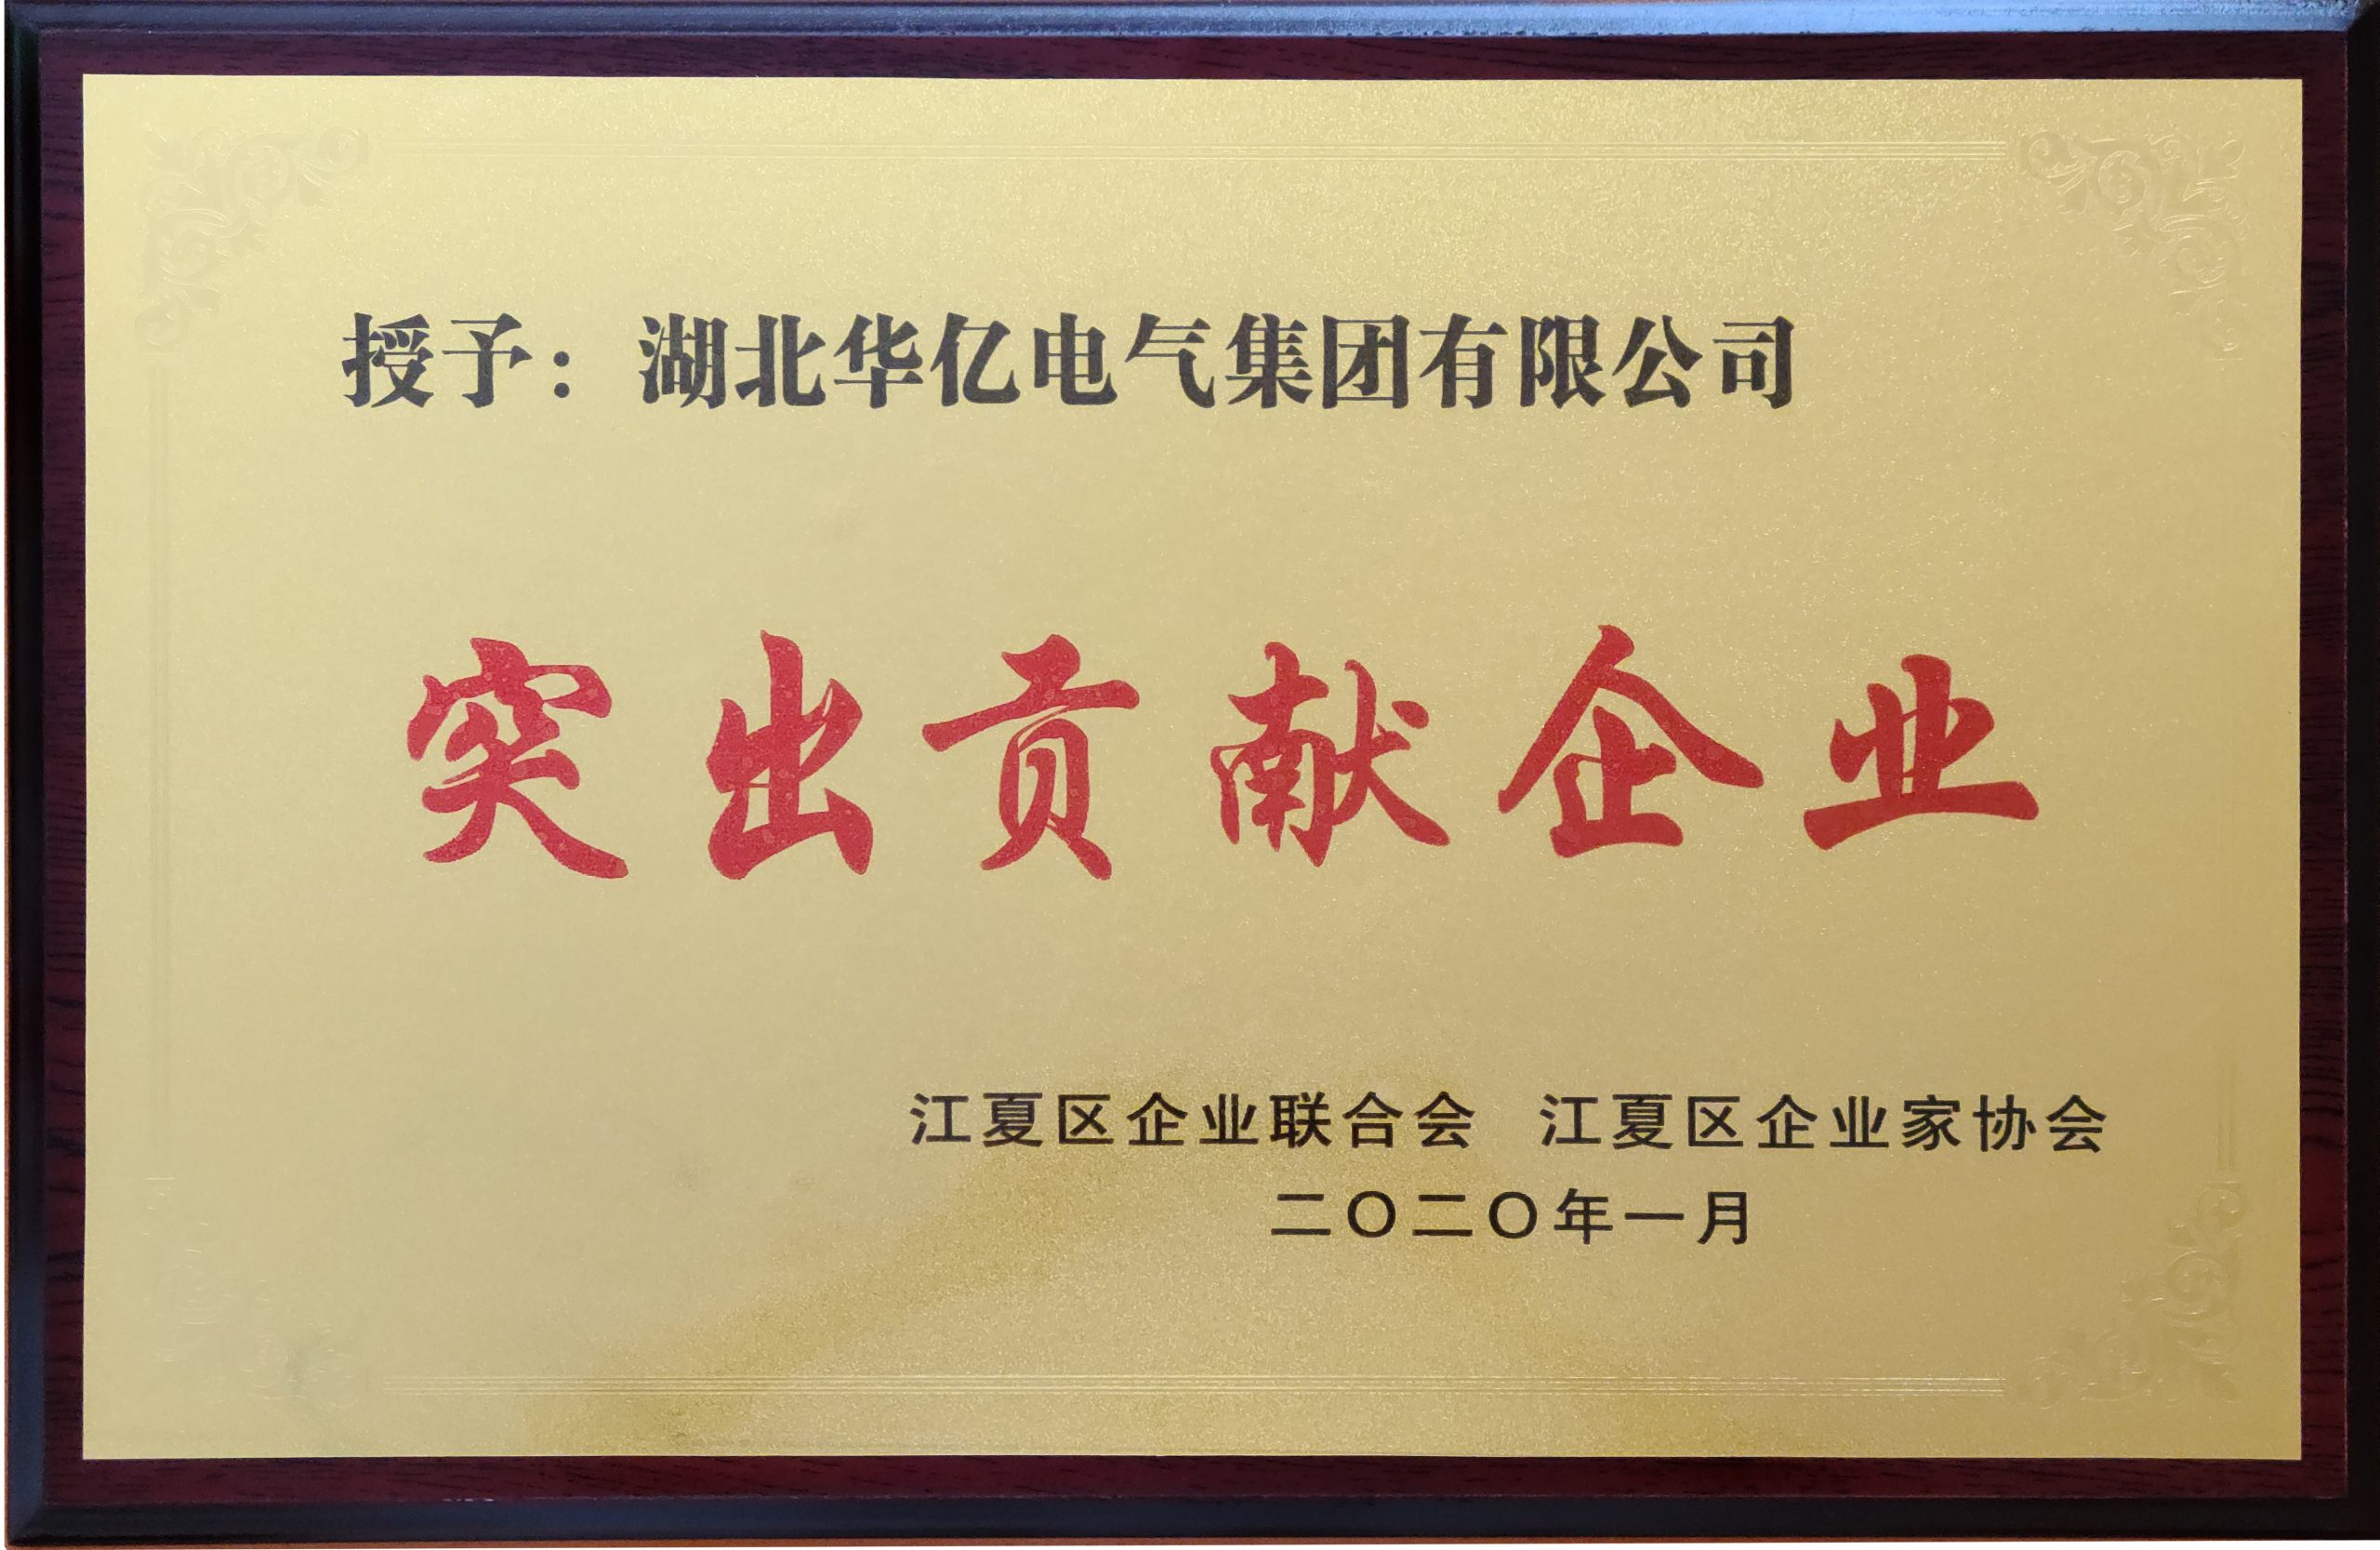 授予：湖北华亿电气集团有限公司
突出贡献企业
江夏区企业联合会 江夏区企业家协会
二〇二〇年一月